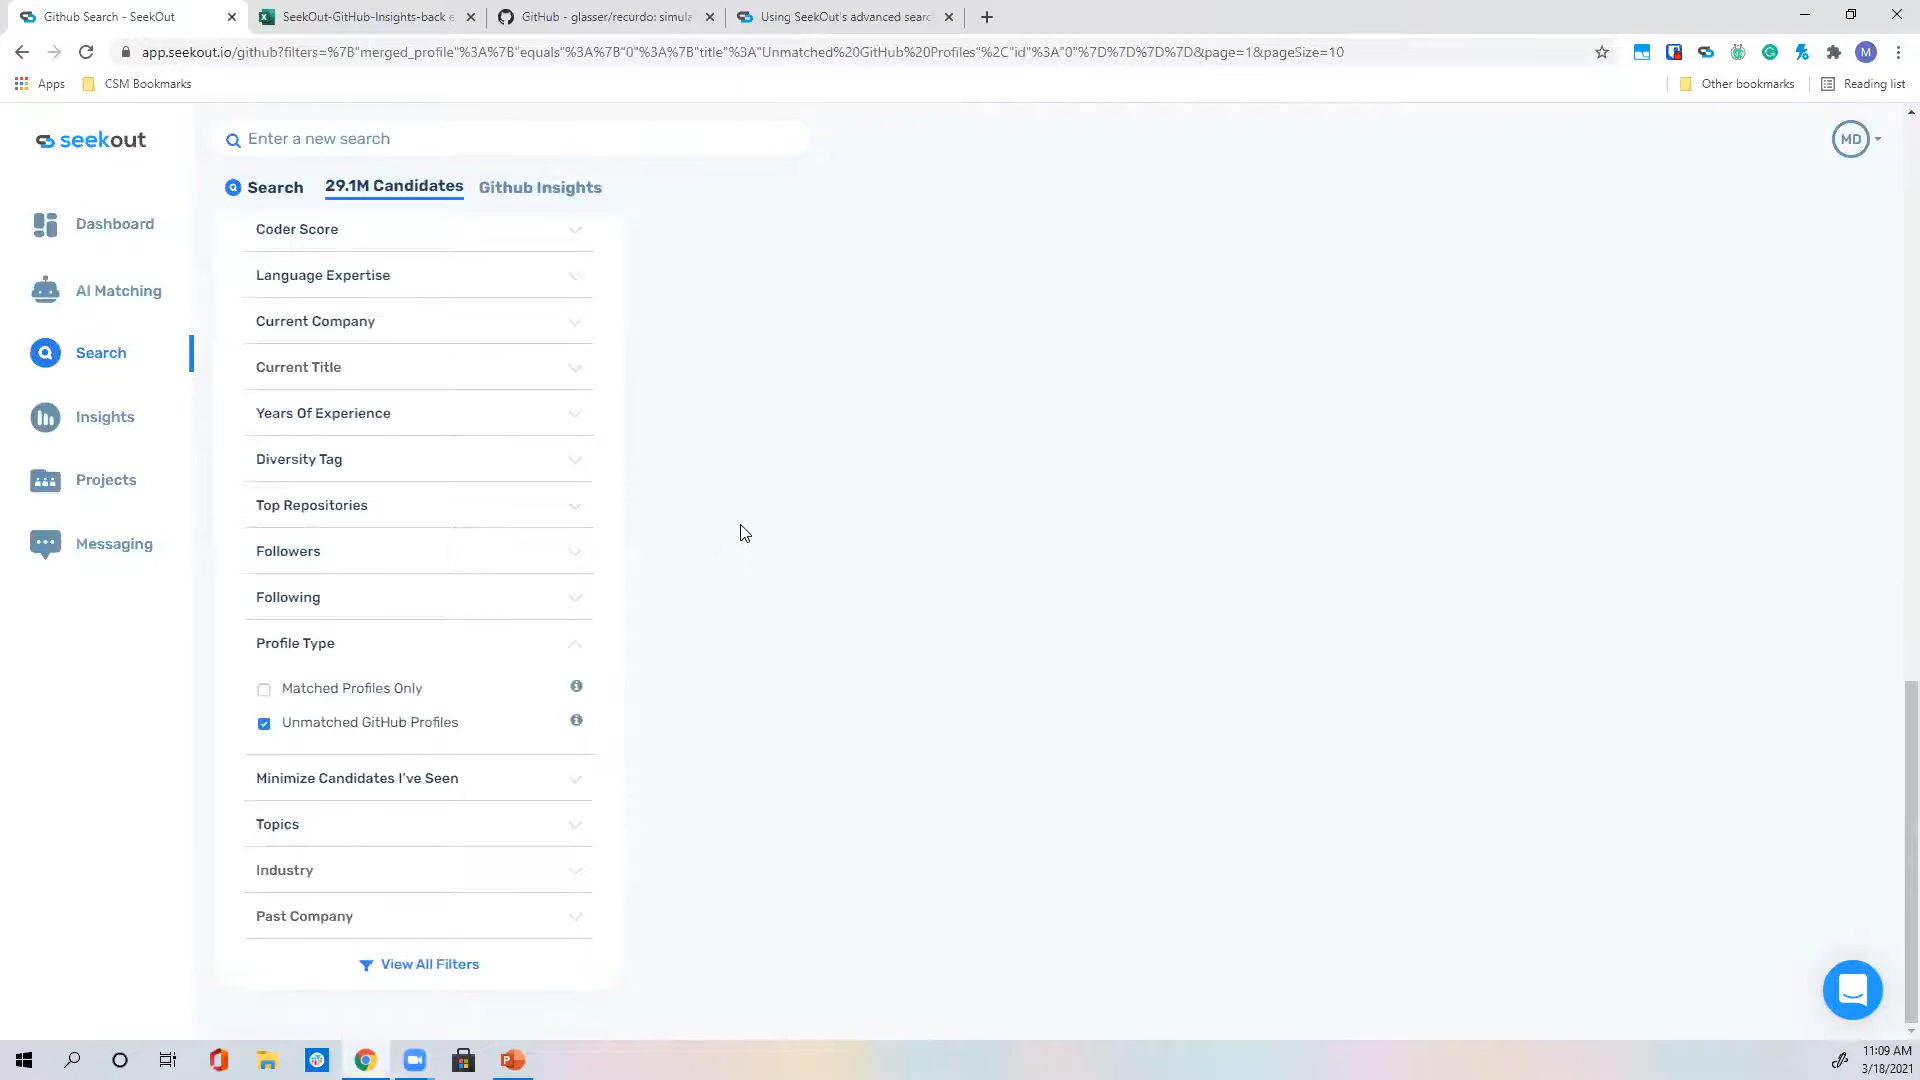 Github Search - SeekOut
SeekOut-GitHub-Insights-back e
GitHub - glasser/recurdo: simula
Using SeekOut's advanced searc
app.seekout.io/github?filters=%7B"merged_profile"%3A%7B"equals"%3A%7B"0"%3A%7B"title"%3A"Unmatched%20GitHub%20Profiles"%2C"id"%3A"0"%7D%7D%7D%7D&page=1&pageSize=10
M
Apps
CSM Bookmarks
Other bookmarks
Reading list
seekout
Enter a new search
MD
Search
29.1M Candidates
Github Insights
Dashboard
AI Matching
Search
Insights
Projects
Messaging
Coder Score
Language Expertise
Current Company
Current Title
Years Of Experience
Diversity Tag
Top Repositories
Followers
Following
Profile Type
Matched Profiles Only
Unmatched GitHub Profiles
Minimize Candidates I've Seen
Topics
Industry
Past Company
View All Filters
11:09 AM
3/18/2021